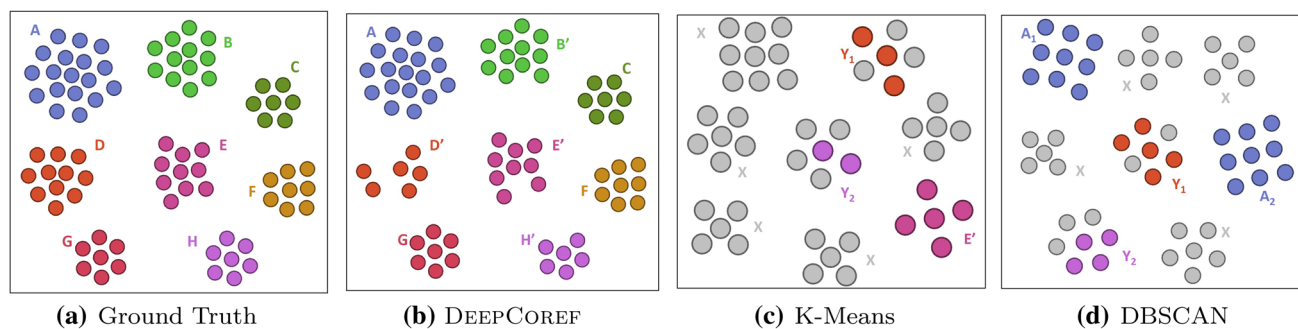 A
B
C
D
E
F
G
H
(a) Ground Truth
A
B’
C
D’
E’
F
G
H’
(b) DEEPCOREF
X
Y1
X
X
Y2
X
X
E’
(c) K-Means
A1
X
X
X
Y1
A2
Y2
X
(d) DBSCAN